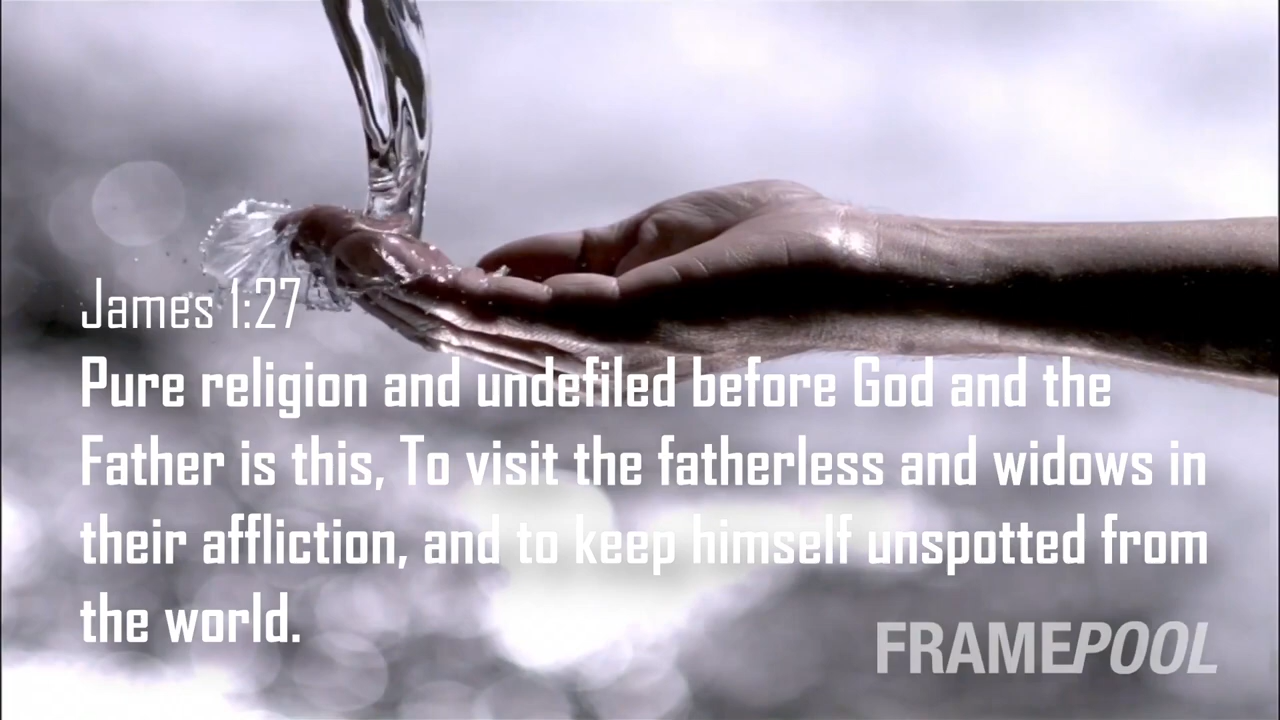 James 1:27
Pure religion and undefiled before God and the
Father is this, To visit the fatherless and widows in
their affliction, and to keep himself unspotted from
the world.
FRAMEPOOL